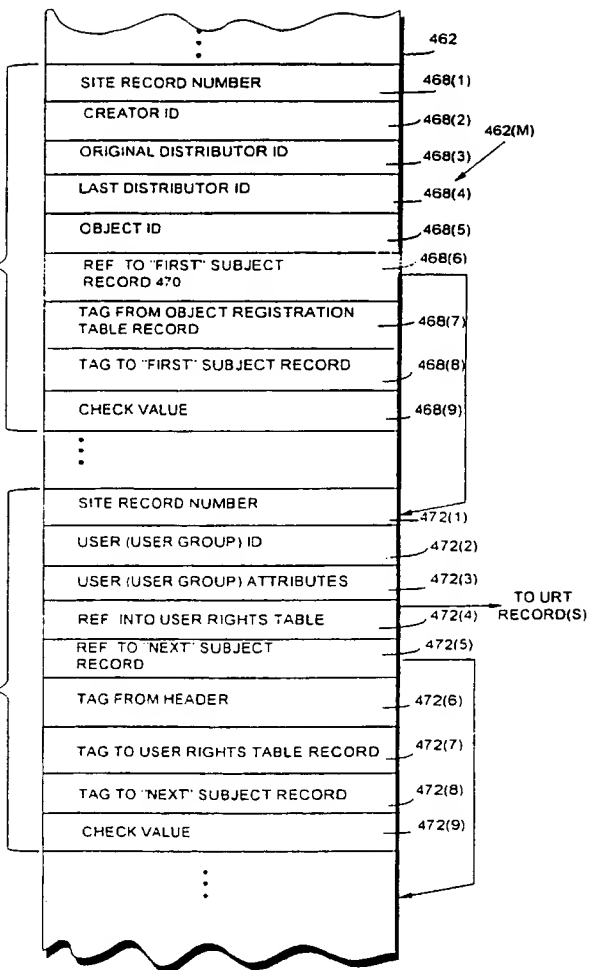 462
SITE RECORD NUMBER
468(1)
CREATOR ID
468(2)
462(M)
ORIGINAL DISTRIBUTOR ID
468(3)
LAST DISTRIBUTOR ID
468(4)
OBJECT ID
468(5)
REF TO "FIRST" SUBJECT
RECORD 470
468(6)
TAG FROM OBJECT REGISTRATION
TABLE RECORD
468(7)
TAG TO "FIRST" SUBJECT RECORD
468(8)
CHECK VALUE
468(9)
SITE RECORD NUMBER
472(1)
USER (USER GROUP) ID
472(2)
USER (USER GROUP) ATTRIBUTES
472(3)
REF INTO USER RIGHTS TABLE
472(4)
TO URT
RECORD(S)
REF TO "NEXT" SUBJECT
RECORD
472(5)
TAG FROM HEADER
472(6)
TAG TO USER RIGHTS TABLE RECORD
472(7)
TAG TO "NEXT" SUBJECT RECORD
472(8)
CHECK VALUE
472(9)